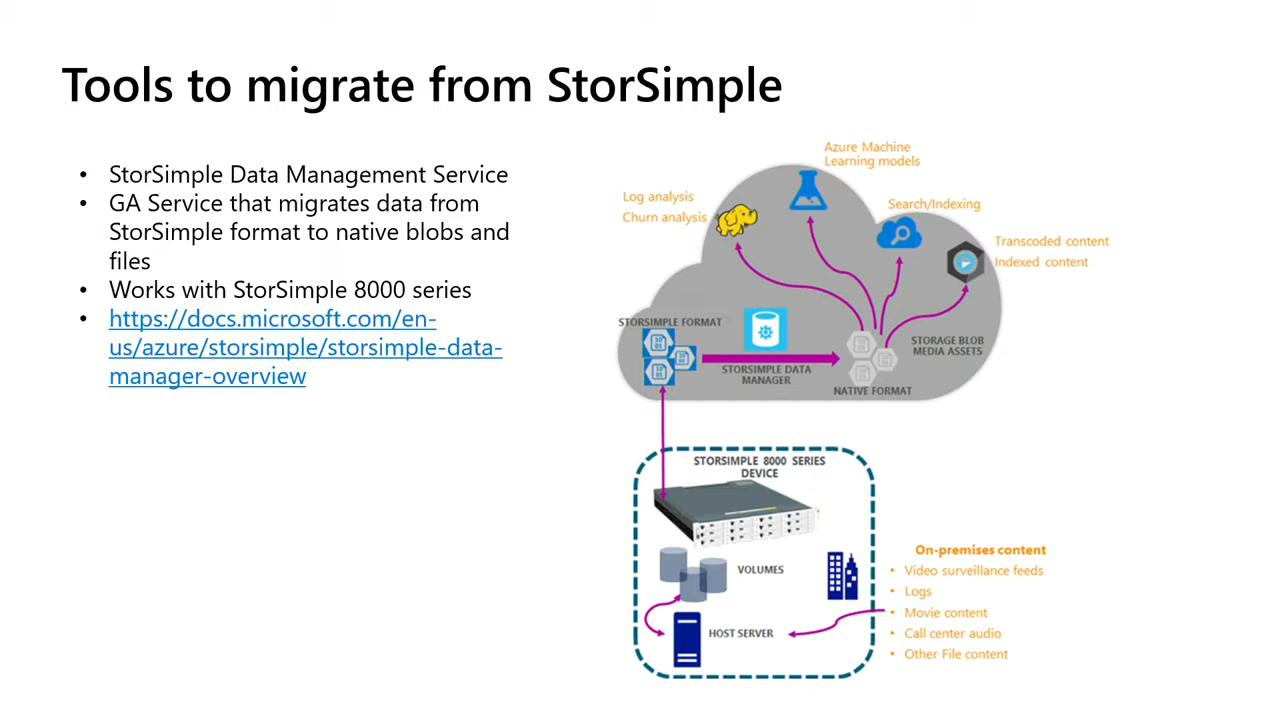 Tools to migrate from StorSimple
• StorSimple Data Management Service
• GA Service that migrates data from
StorSimple format to native blobs and
files
• Works with StorSimple 8000 series
• https://docs.microsoft.com/en-
us/azure/storsimple/storsimple-data-
manager-overview
Azure Machine
Learning models
Log analysis
Churn analysis
Search/Indexing
Transcoded content
Indexed content
STORSIMPLE FORMAT
STORSIMPLE DATA
MANAGER
STORAGE BLOB
MEDIA ASSETS
NATIVE FORMAT
STORSIMPLE 8000 SERIES
DEVICE
VOLUMES
HOST SERVER
On-premises content
• Video surveillance feeds
• Logs
• Movie content
• Call center audio
• Other File content